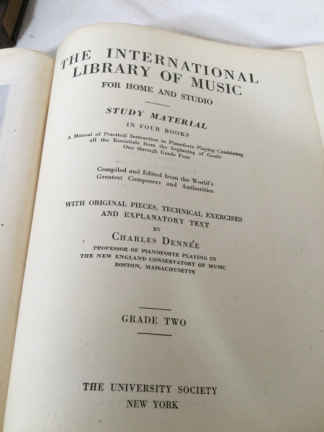 THE INTERNATIONAL
LIBRARY OF MUSIC
FOR HOME AND STUDIO
STUDY MATERIAL
IN FOUR BOOKS
A Manual of Practical Instruction in Pianoforte Playing Combining
all the Essentials from the beginning of Grade
One through Grade Four
Compiled and Edited from the World's
Greatest Composers and Authorities
WITH ORIGINAL PIECES, TECHNICAL EXERCISES
AND EXPLANATORY TEXT
BY
CHARLES DENNÉE
PROFESSOR OF PIANOFORTE PLAYING IN
THE NEW ENGLAND CONSERVATORY OF MUSIC
BOSTON, MASSACHUSETTS
GRADE TWO
THE UNIVERSITY SOCIETY
NEW YORK